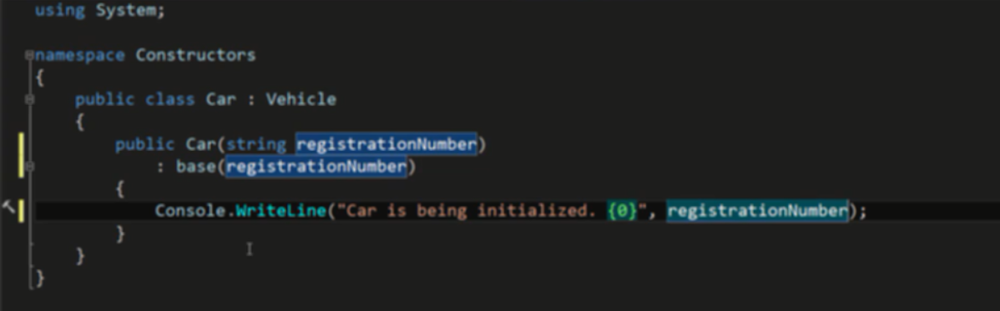 using System;
namespace Constructors
{
public class Car : Vehicle
{
public Car(string registrationNumber)
: base(registrationNumber)
{
Console.WriteLine("Car is being initialized. {0}", registrationNumber);
}
}
}